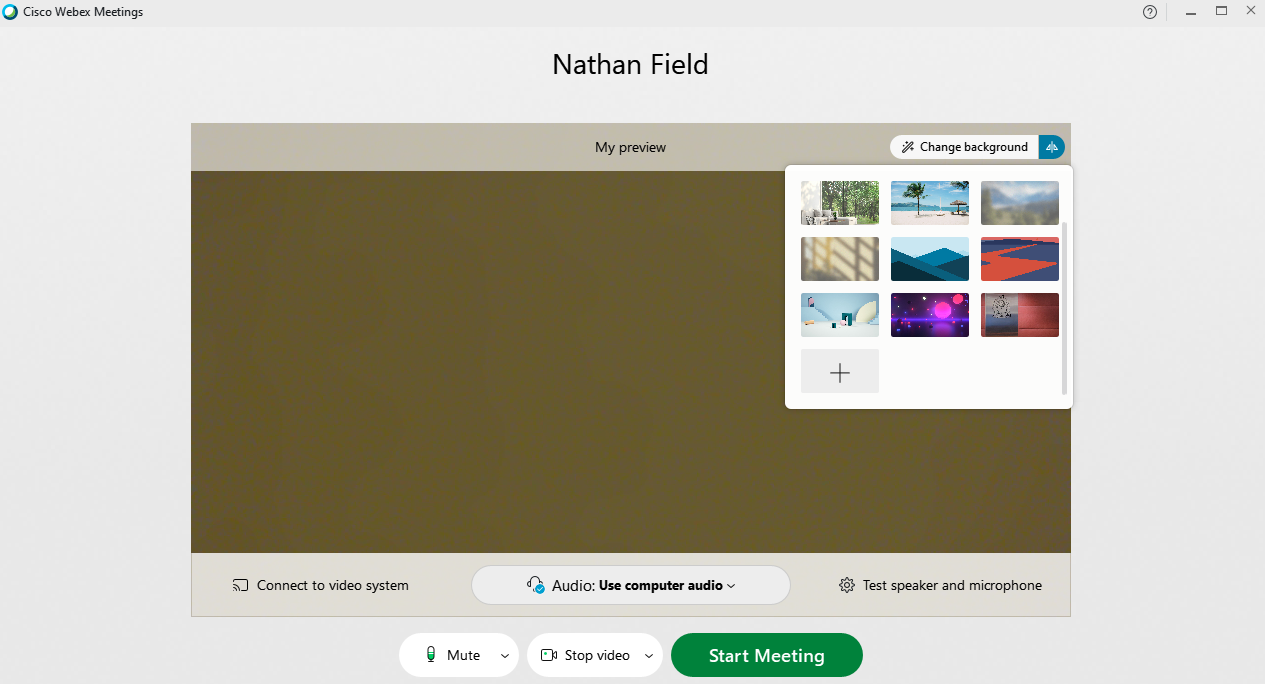 Cisco Webex Meetings
Nathan Field
My preview
Change background
Connect to video system
Audio: Use computer audio
Test speaker and microphone
Mute
Stop video
Start Meeting